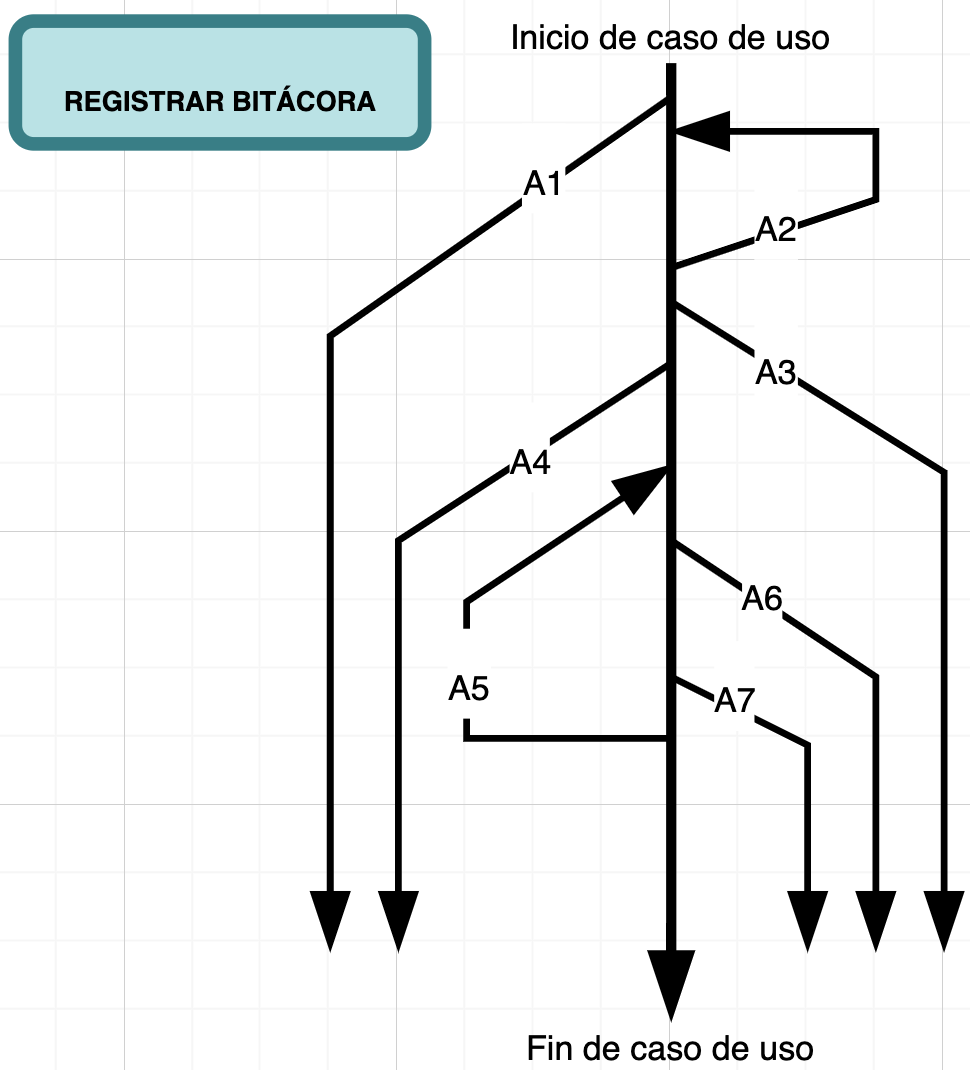 Inicio de caso de uso
REGISTRAR BITÁCORA
A1
A2
A3
A4
A6
A5
A7
Fin de caso de uso